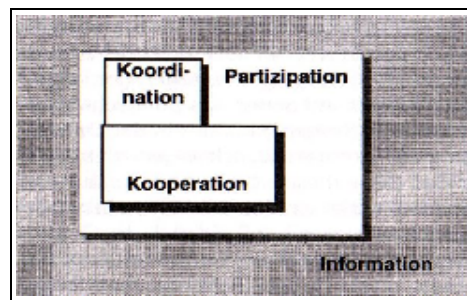 Koordi-
nation
Partizipation
Kooperation
Information